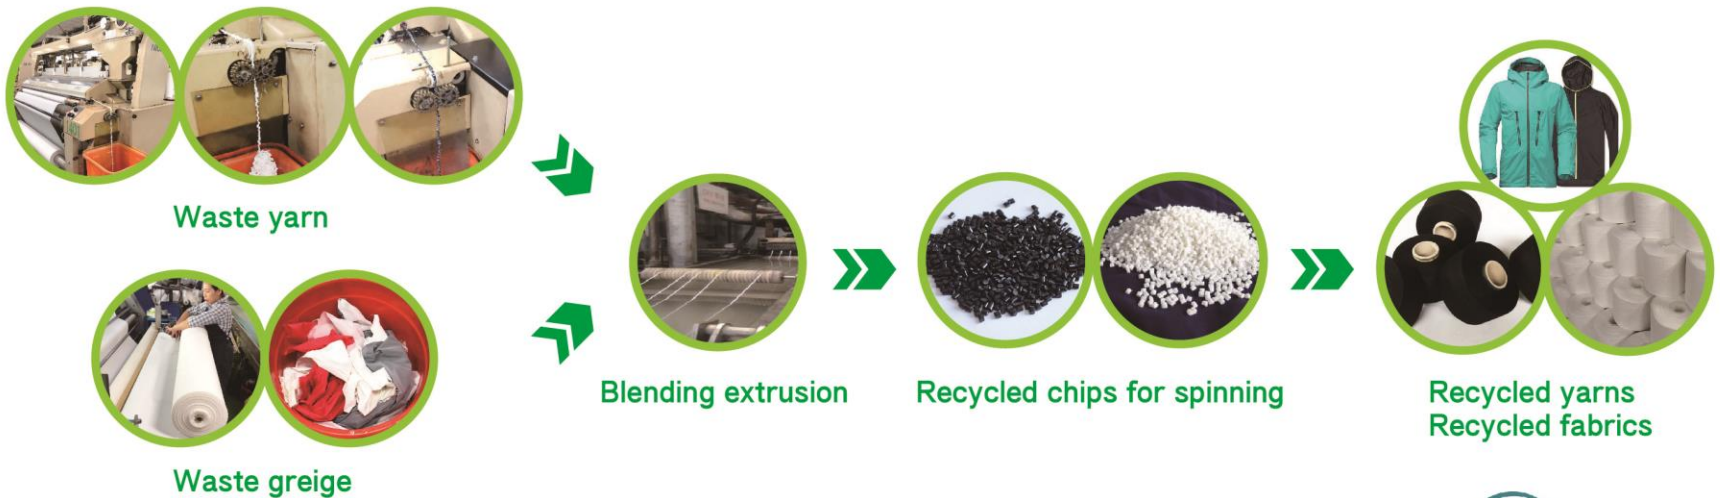 Waste yarn
Waste greige
Blending extrusion
Recycled chips for spinning
Recycled yarns
Recycled fabrics